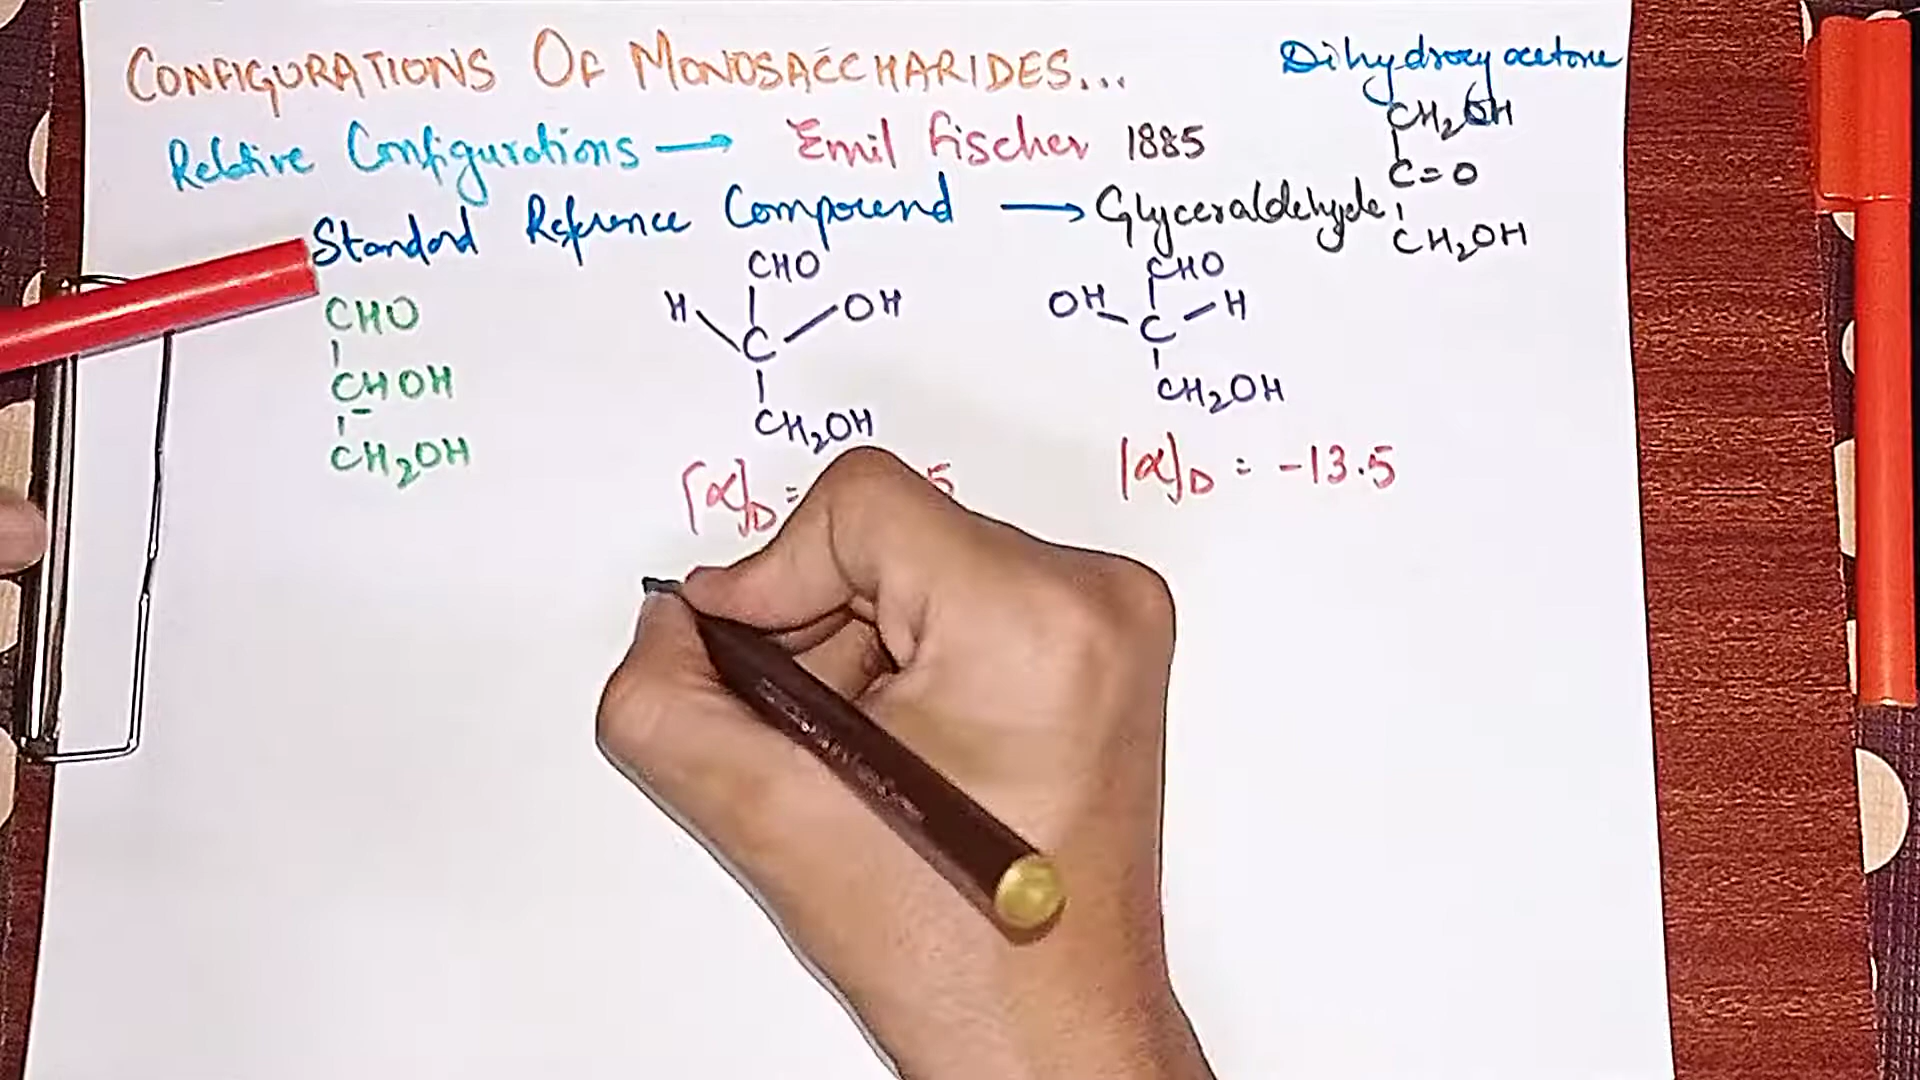 CONFIGURATIONS OF MONOSACCHARIDES...
Dihydroxy acetone
CH₂OH
C=O
CH₂OH
Relative Configurations → Emil Fischer 1885
Standard Reference Compound → Glyceraldehyde
CHO
CHOH
CH₂OH
CHO
H OH
C
CH₂OH
[α]D =
5
CHO
OH C H
CH₂OH
[α]D = -13.5